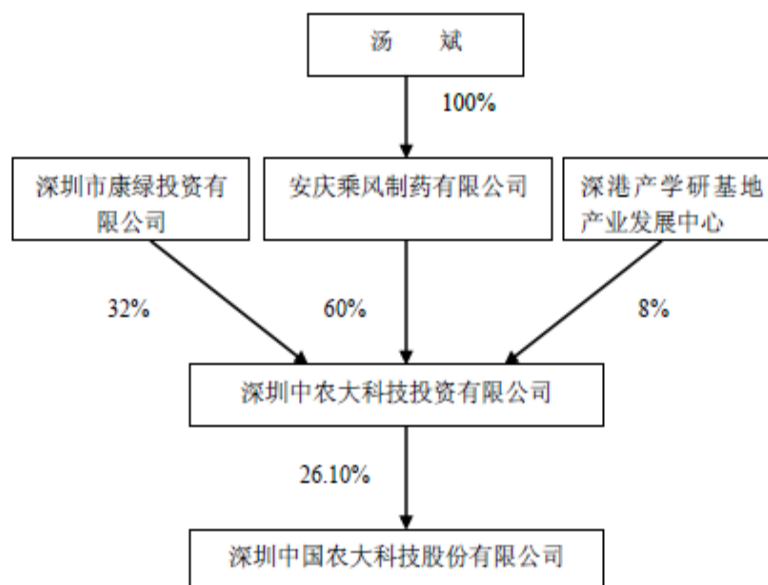 汤 斌
100%
深圳市康绿投资有
限公司
安庆乘风制药有限公司
深港产学研基地
产业发展中心
32%
60%
8%
深圳中农大科技投资有限公司
26.10%
深圳中国农大科技股份有限公司